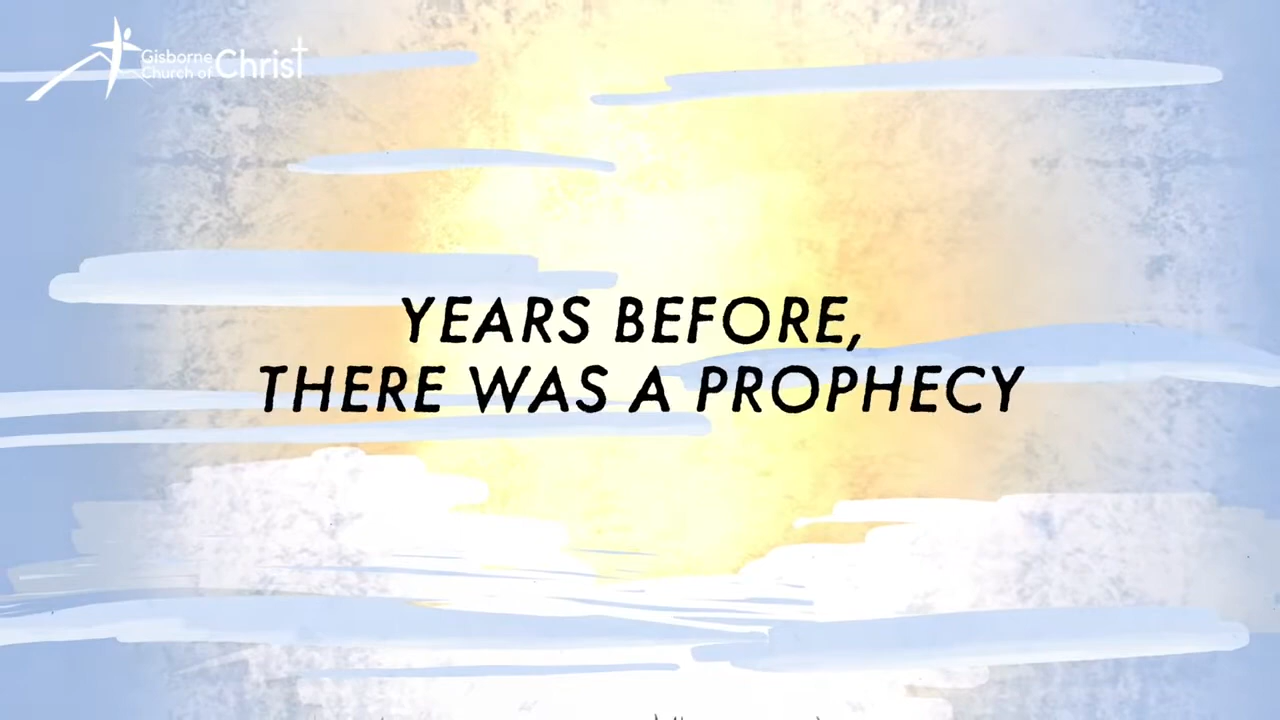 Gisborne
Church of Christ
YEARS BEFORE,
THERE WAS A PROPHECY